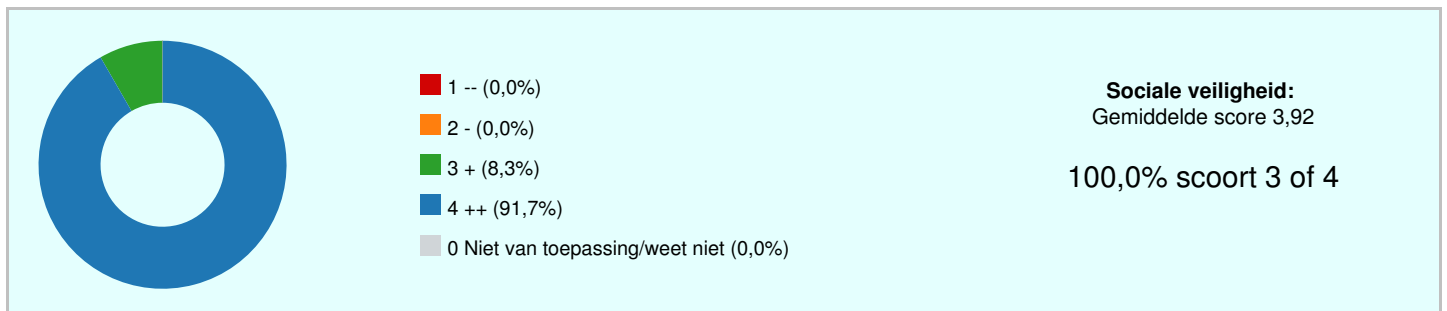 1 -- (0,0%)
2 - (0,0%)
3 + (8,3%)
4 ++ (91,7%)
0 Niet van toepassing/weet niet (0,0%)
Sociale veiligheid:
Gemiddelde score 3,92
100,0% scoort 3 of 4